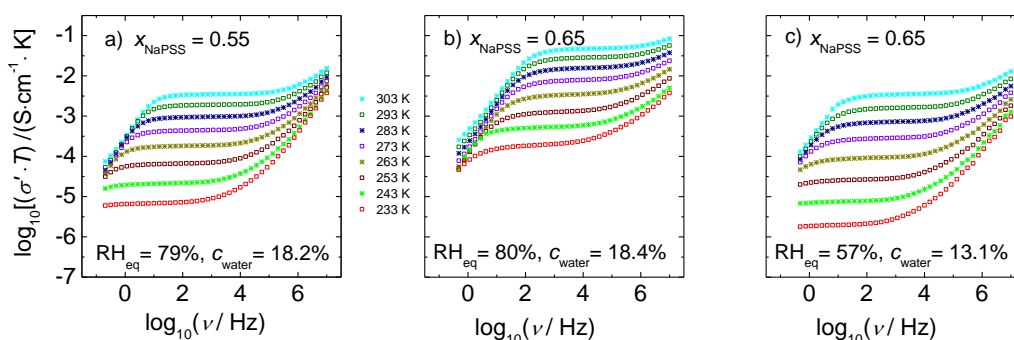 a) xNaPSS = 0.55
b) xNaPSS = 0.65
c) xNaPSS = 0.65
log10[(σ'·T) /(S·cm-1·K]
-1
-2
-3
-4
-5
-6
-7
303 K
293 K
283 K
273 K
263 K
253 K
243 K
233 K
RHeq = 79%, cwater = 18.2%
RHeq = 80%, cwater = 18.4%
RHeq = 57%, cwater = 13.1%
0 2 4 6
0 2 4 6
0 2 4 6
log10(ν / Hz)
log10(ν / Hz)
log10(ν / Hz)